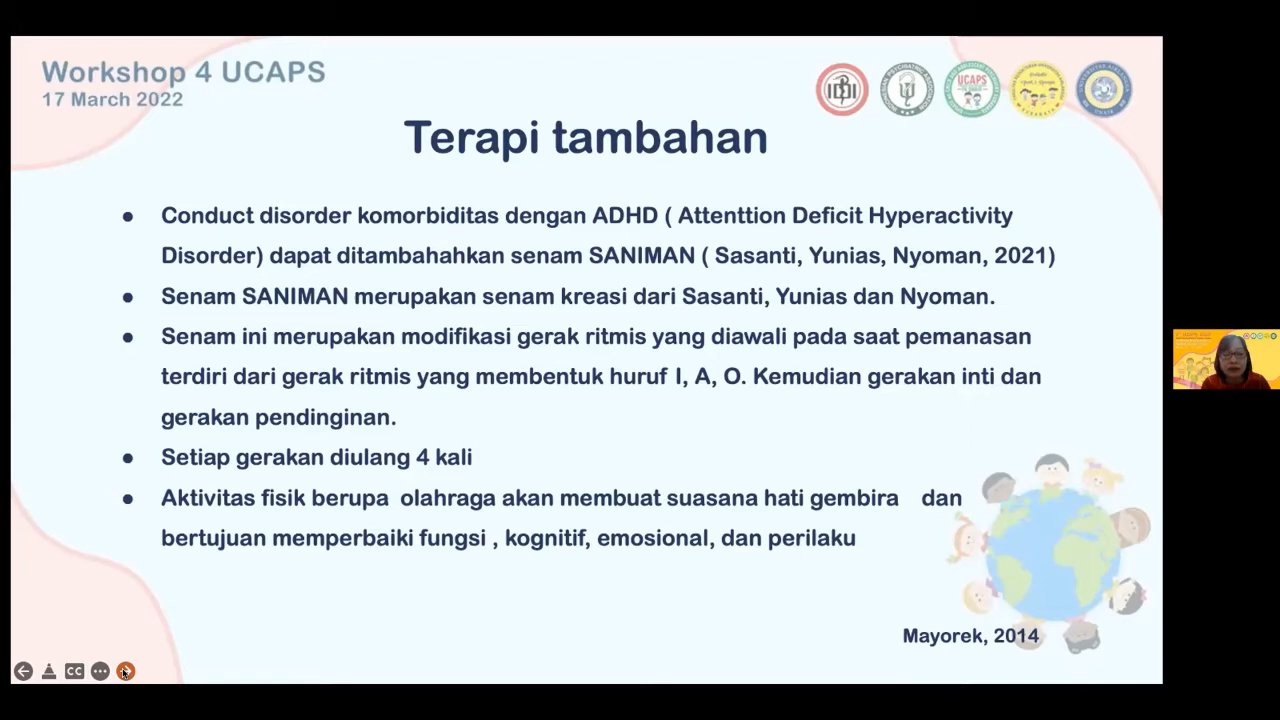 Workshop 4 UCAPS
17 March 2022
IDI
UCAPS
Terapi tambahan
● Conduct disorder komorbiditas dengan ADHD ( Attenttion Deficit Hyperactivity
Disorder) dapat ditambahahkan senam SANIMAN ( Sasanti, Yunias, Nyoman, 2021)
● Senam SANIMAN merupakan senam kreasi dari Sasanti, Yunias dan Nyoman.
● Senam ini merupakan modifikasi gerak ritmis yang diawali pada saat pemanasan
terdiri dari gerak ritmis yang membentuk huruf I, A, O. Kemudian gerakan inti dan
gerakan pendinginan.
● Setiap gerakan diulang 4 kali
● Aktivitas fisik berupa olahraga akan membuat suasana hati gembira dan
bertujuan memperbaiki fungsi , kognitif, emosional, dan perilaku
Mayorek, 2014
CC